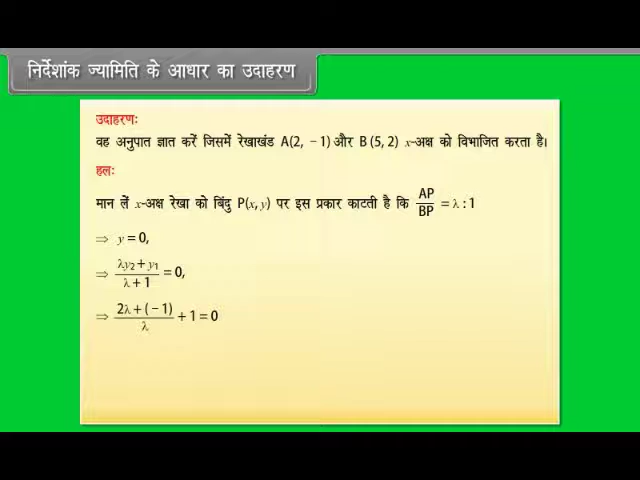 निर्देशांक ज्यामिति के आधार का उदाहरण
उदाहरण:
वह अनुपात ज्ञात करें जिसमें रेखाखंड A(2, −1) और B (5, 2) x-अक्ष को विभाजित करता है।
हल:
मान लें x-अक्ष रेखा को बिंदु P(x, y) पर इस प्रकार काटती है कि AP/BP = λ : 1
⇒ y = 0,
⇒ (λy₂ + y₁)/(λ + 1) = 0,
⇒ (2λ + (−1))/λ + 1 = 0